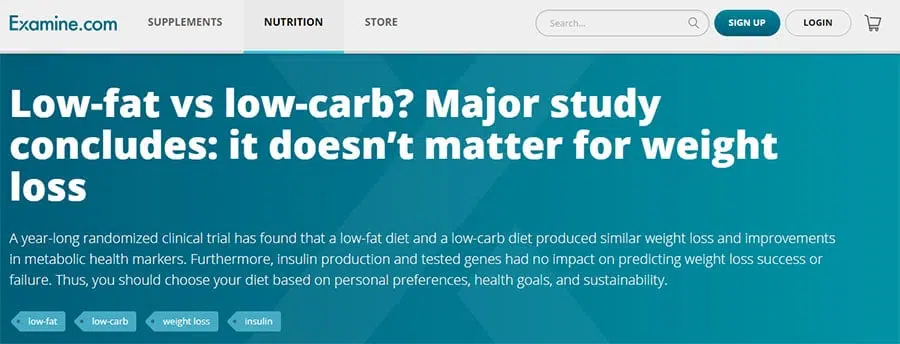 Examine.com SUPPLEMENTS NUTRITION STORE Search... SIGN UP LOGIN
Low-fat vs low-carb? Major study
concludes: it doesn’t matter for weight
loss
A year-long randomized clinical trial has found that a low-fat diet and a low-carb diet produced similar weight loss and improvements
in metabolic health markers. Furthermore, insulin production and tested genes had no impact on predicting weight loss success or
failure. Thus, you should choose your diet based on personal preferences, health goals, and sustainability.
low-fat low-carb weight loss insulin